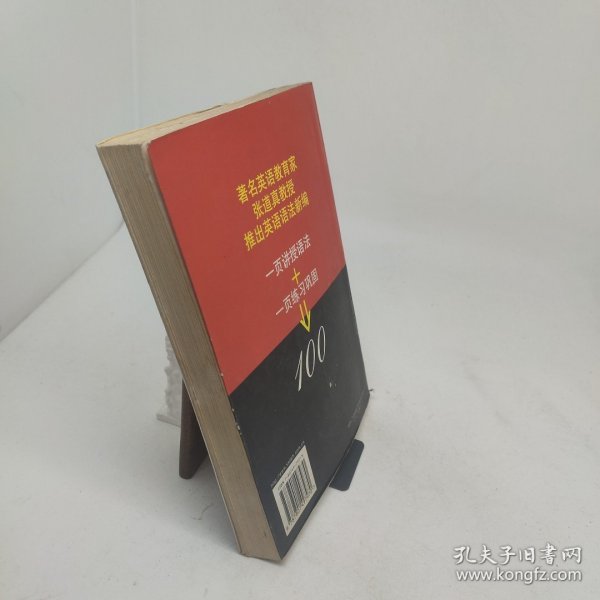 著名英语教育家
张道真教授
推出英语语法新编
一页讲授语法
+
一页练习巩固
100
孔夫子旧书网
www.kongfz.com